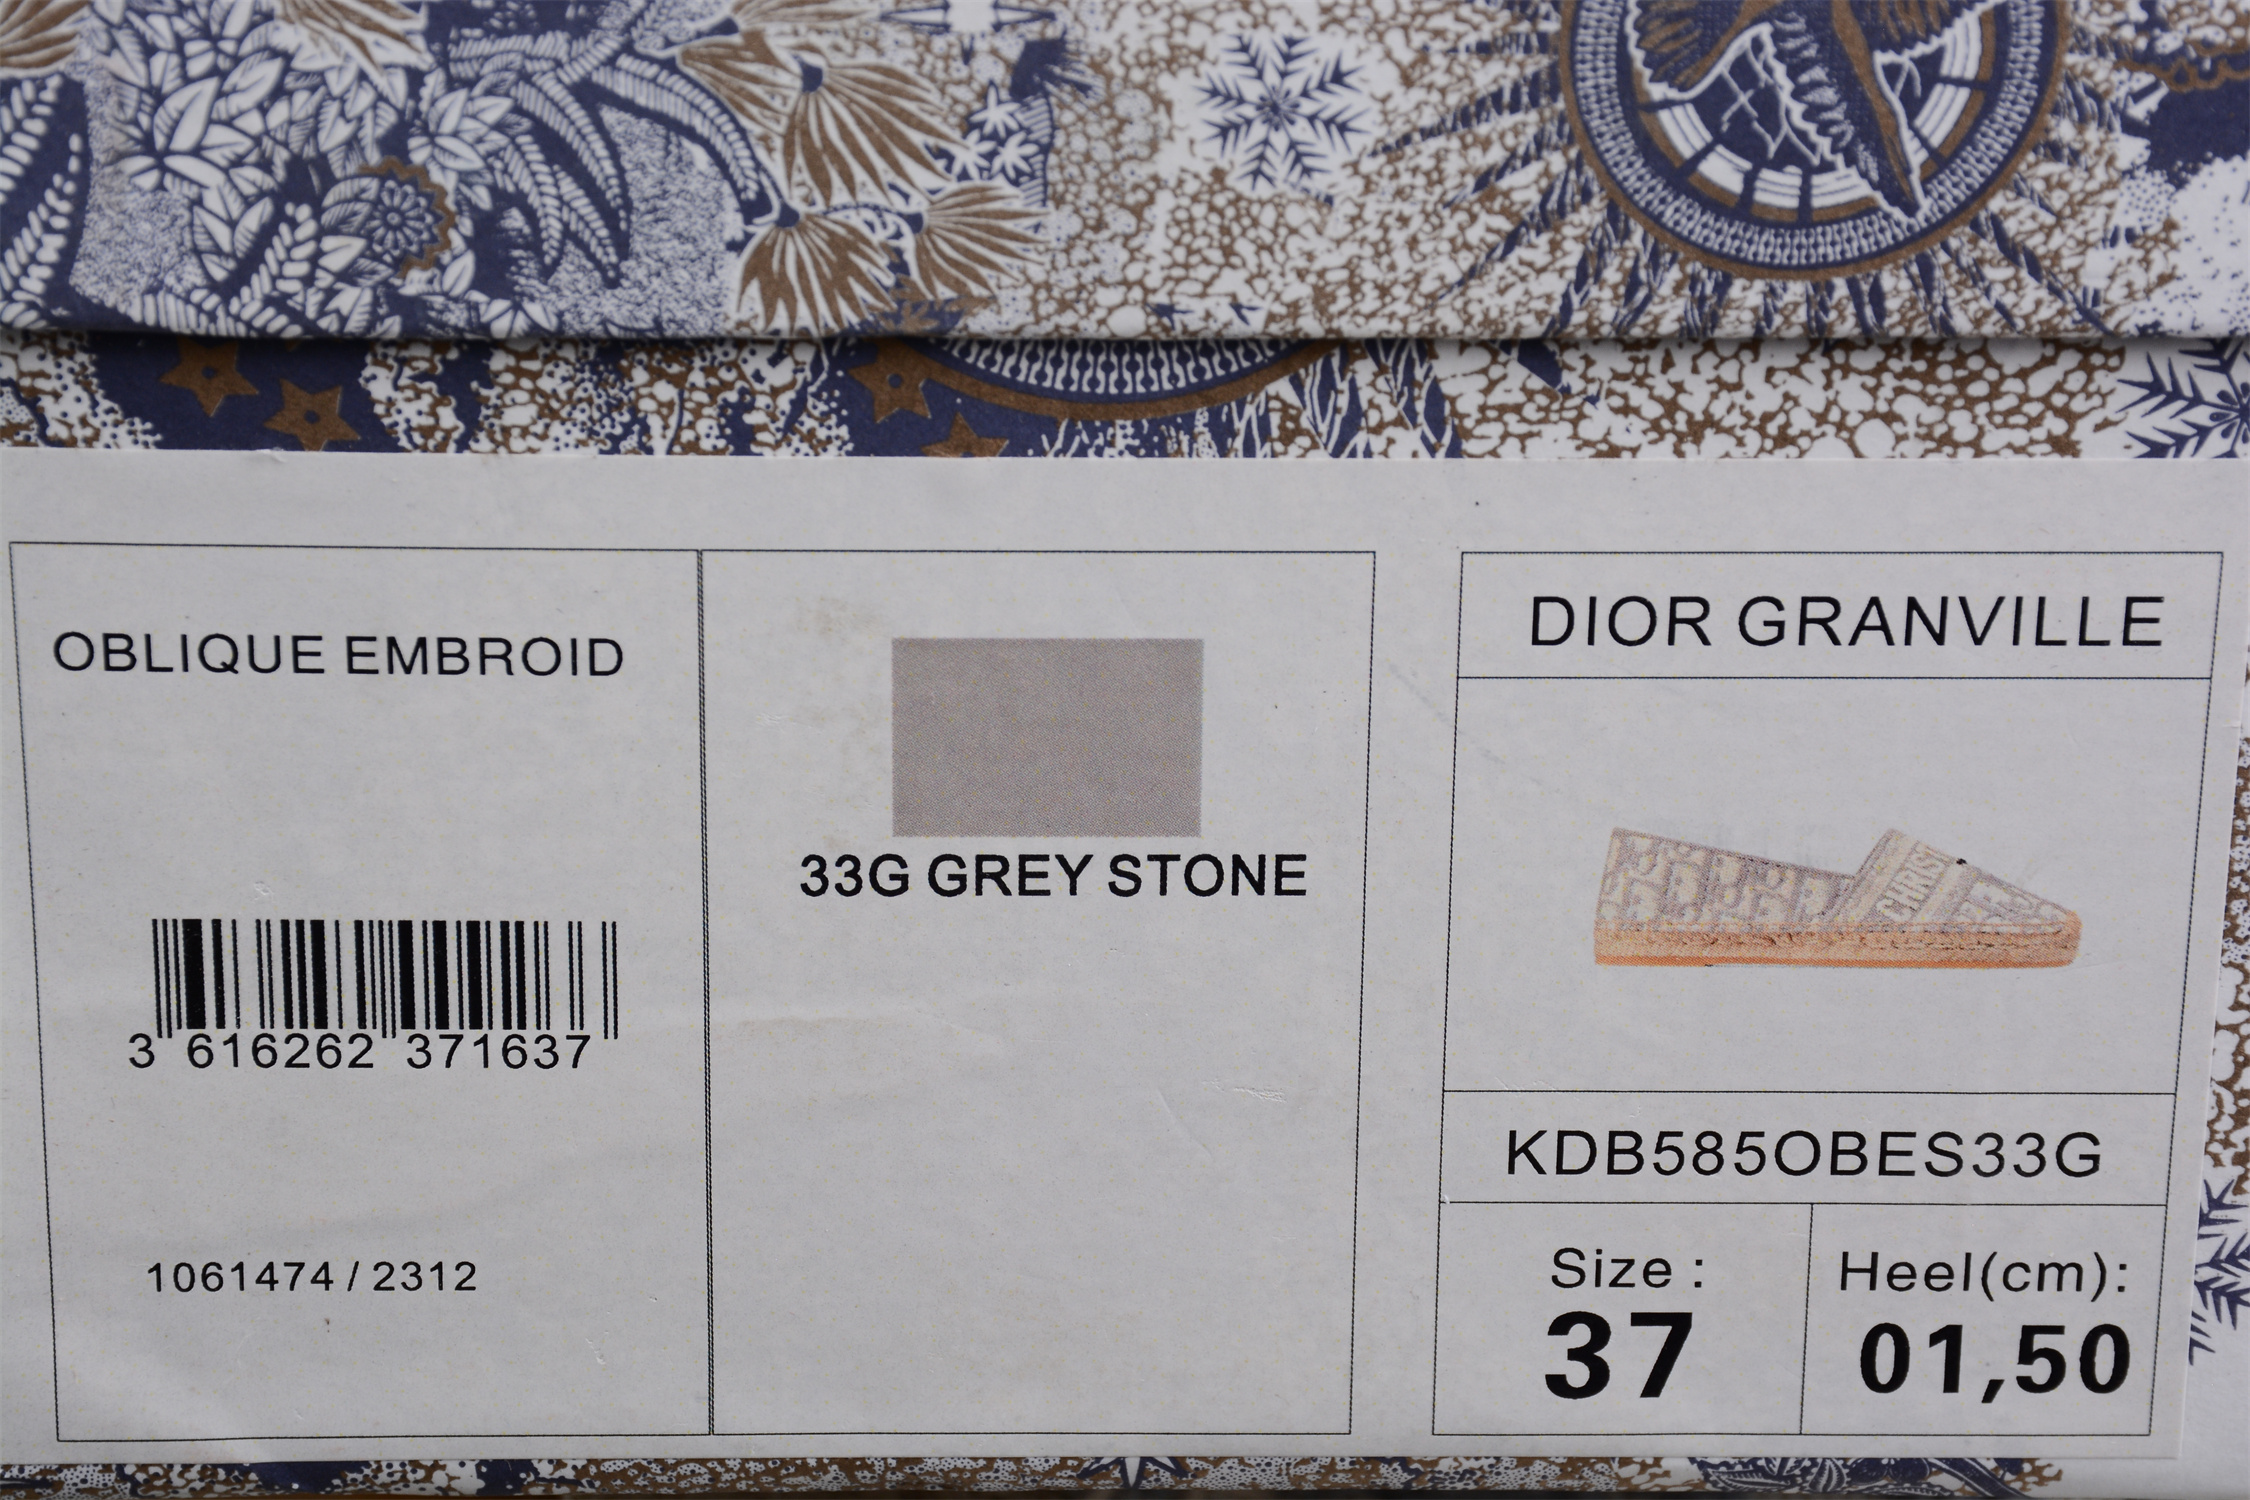 OBLIQUE EMBROID
3 616262 371637
1061474 / 2312
33G GREY STONE
DIOR GRANVILLE
CHRIST
KDB585OBES33G
Size :
37
Heel(cm):
01,50